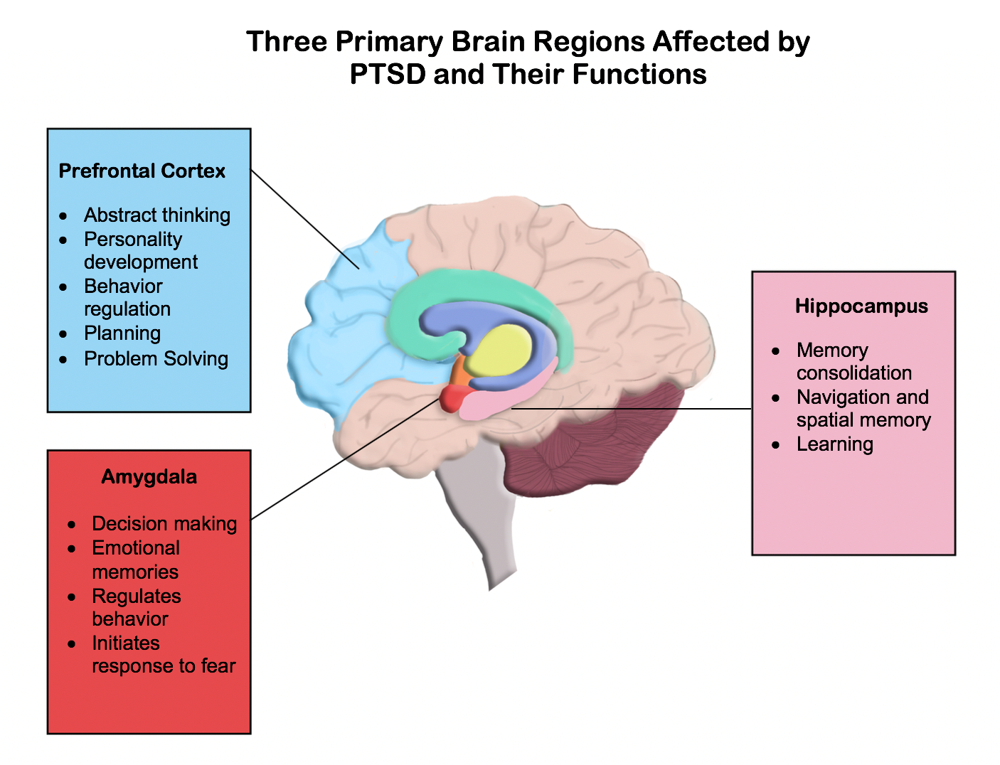 Three Primary Brain Regions Affected by
PTSD and Their Functions
Prefrontal Cortex
• Abstract thinking
• Personality
development
• Behavior
regulation
• Planning
• Problem Solving
Amygdala
• Decision making
• Emotional
memories
• Regulates
behavior
• Initiates
response to fear
Hippocampus
• Memory
consolidation
• Navigation and
spatial memory
• Learning